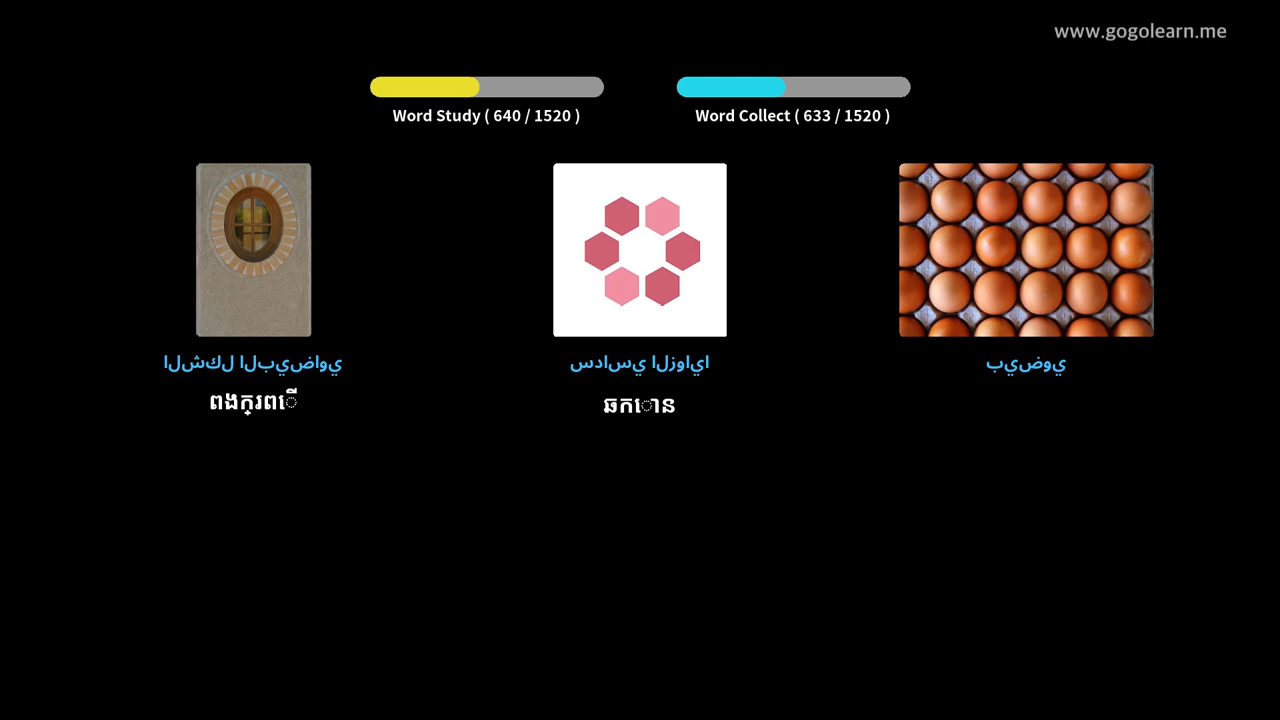 www.gogolearn.me
Word Study ( 640 / 1520 )
Word Collect ( 633 / 1520 )
الشكل البيضاوي
سداسي الزوايا
بيضوي
ពងក្រពើ
ឆកោន